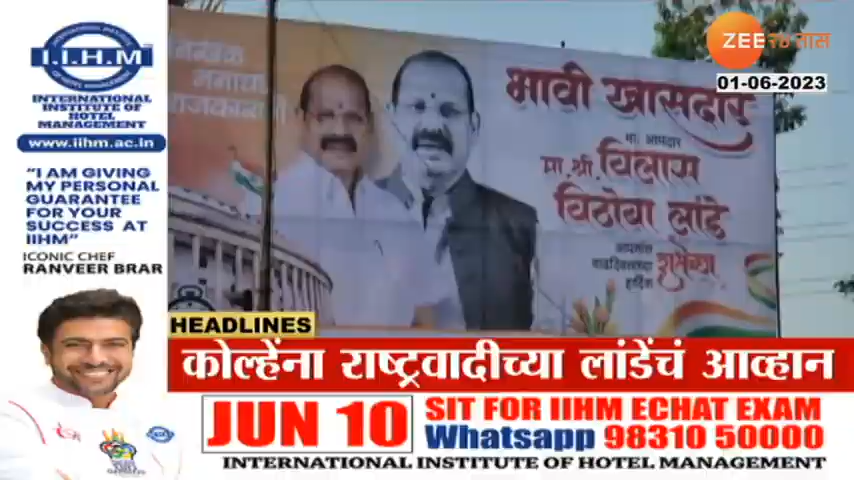 I.I.H.M
INTERNATIONAL
INSTITUTE OF
HOTEL
MANAGEMENT
www.iihm.ac.in
“I AM GIVING
MY PERSONAL
GUARANTEE
FOR YOUR
SUCCESS AT
IIHM”
ICONIC CHEF
RANVEER BRAR
ZEE २४ तास
01-06-2023
भावी खासदार
मा. आमदार
मा. श्री. विलास
विठोबा लांडे
हार्दिक शुभेच्छा
HEADLINES
कोल्हेंना राष्ट्रवादीच्या लांडेंचं आव्हान
JUN 10
SIT FOR IIHM ECHAT EXAM
Whatsapp 98310 50000
INTERNATIONAL INSTITUTE OF HOTEL MANAGEMENT